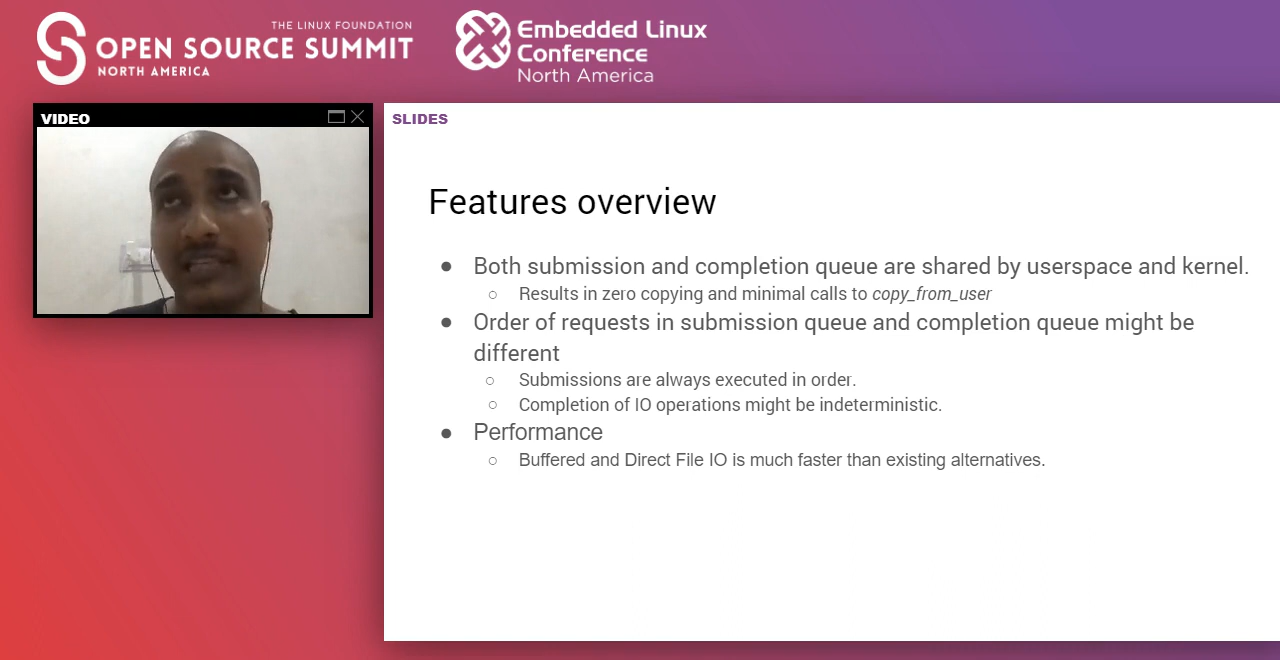 THE LINUX FOUNDATION
OPEN SOURCE SUMMIT
NORTH AMERICA
Embedded Linux
Conference
North America
VIDEO
SLIDES
Features overview
● Both submission and completion queue are shared by userspace and kernel.
○ Results in zero copying and minimal calls to copy_from_user
● Order of requests in submission queue and completion queue might be
different
○ Submissions are always executed in order.
○ Completion of IO operations might be indeterministic.
● Performance
○ Buffered and Direct File IO is much faster than existing alternatives.